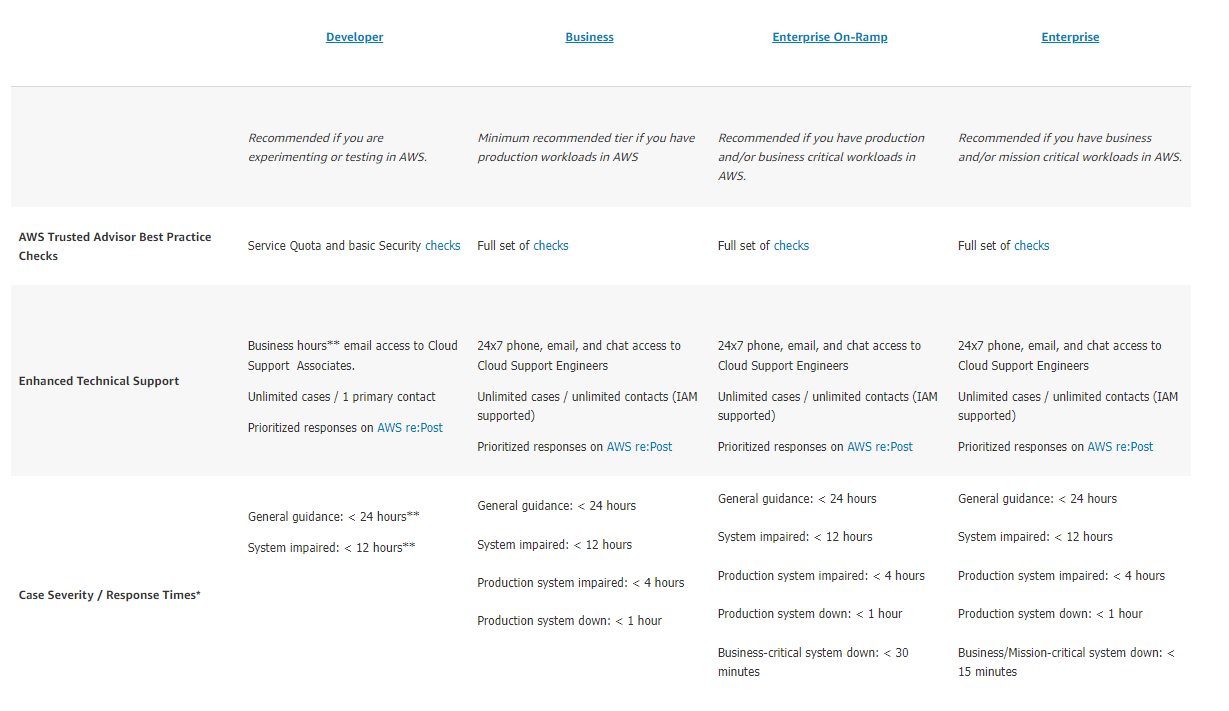 Developer
Business
Enterprise On-Ramp
Enterprise
Recommended if you are
experimenting or testing in AWS.
Minimum recommended tier if you have
production workloads in AWS
Recommended if you have production
and/or business critical workloads in
AWS.
Recommended if you have business
and/or mission critical workloads in AWS.
AWS Trusted Advisor Best Practice
Checks
Service Quota and basic Security checks
Full set of checks
Full set of checks
Full set of checks
Enhanced Technical Support
Business hours** email access to Cloud
Support Associates.
Unlimited cases / 1 primary contact
Prioritized responses on AWS re:Post
24x7 phone, email, and chat access to
Cloud Support Engineers
Unlimited cases / unlimited contacts (IAM
supported)
Prioritized responses on AWS re:Post
24x7 phone, email, and chat access to
Cloud Support Engineers
Unlimited cases / unlimited contacts (IAM
supported)
Prioritized responses on AWS re:Post
24x7 phone, email, and chat access to
Cloud Support Engineers
Unlimited cases / unlimited contacts (IAM
supported)
Prioritized responses on AWS re:Post
Case Severity / Response Times*
General guidance: < 24 hours**
System impaired: < 12 hours**
General guidance: < 24 hours
System impaired: < 12 hours
Production system impaired: < 4 hours
Production system down: < 1 hour
General guidance: < 24 hours
System impaired: < 12 hours
Production system impaired: < 4 hours
Production system down: < 1 hour
Business-critical system down: < 30
minutes
General guidance: < 24 hours
System impaired: < 12 hours
Production system impaired: < 4 hours
Production system down: < 1 hour
Business/Mission-critical system down: <
15 minutes